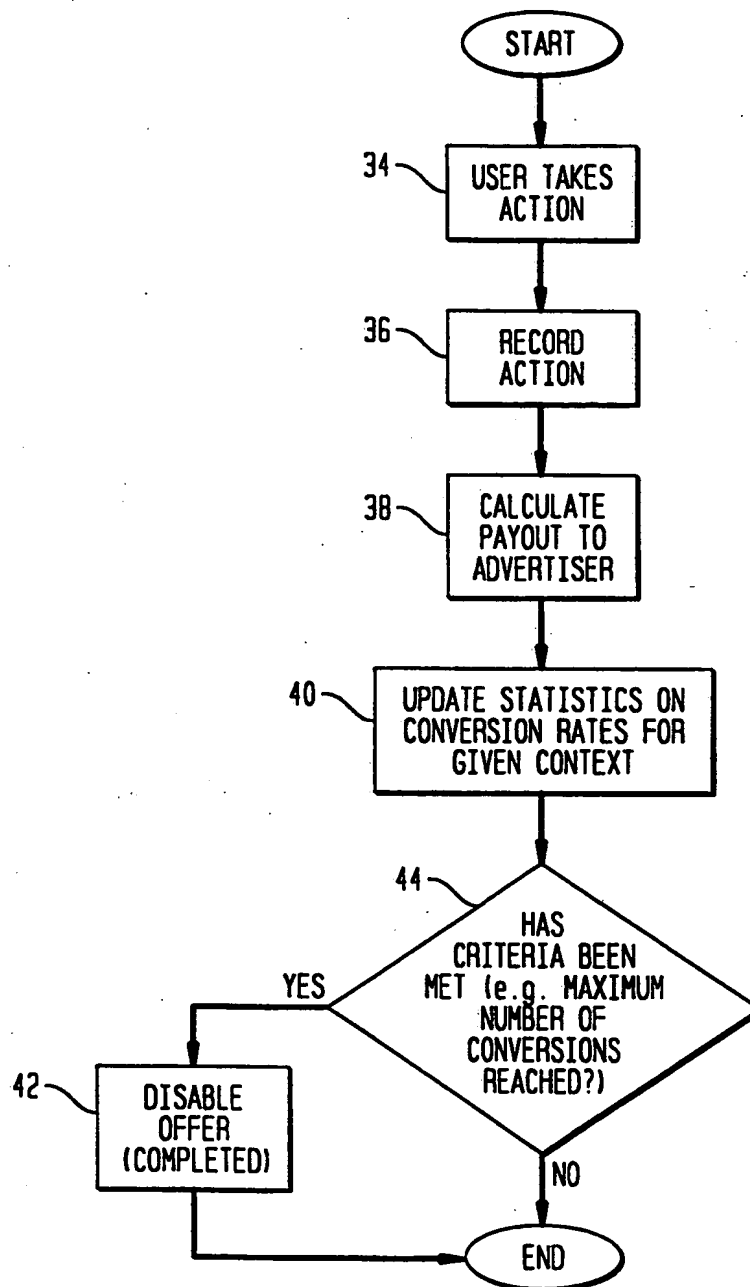 START
34
USER TAKES
ACTION
36
RECORD
ACTION
38
CALCULATE
PAYOUT TO
ADVERTISER
40
UPDATE STATISTICS ON
CONVERSION RATES FOR
GIVEN CONTEXT
44
HAS
CRITERIA BEEN
MET (e.g. MAXIMUM
NUMBER OF
CONVERSIONS
REACHED?)
YES
42
DISABLE
OFFER
(COMPLETED)
NO
END